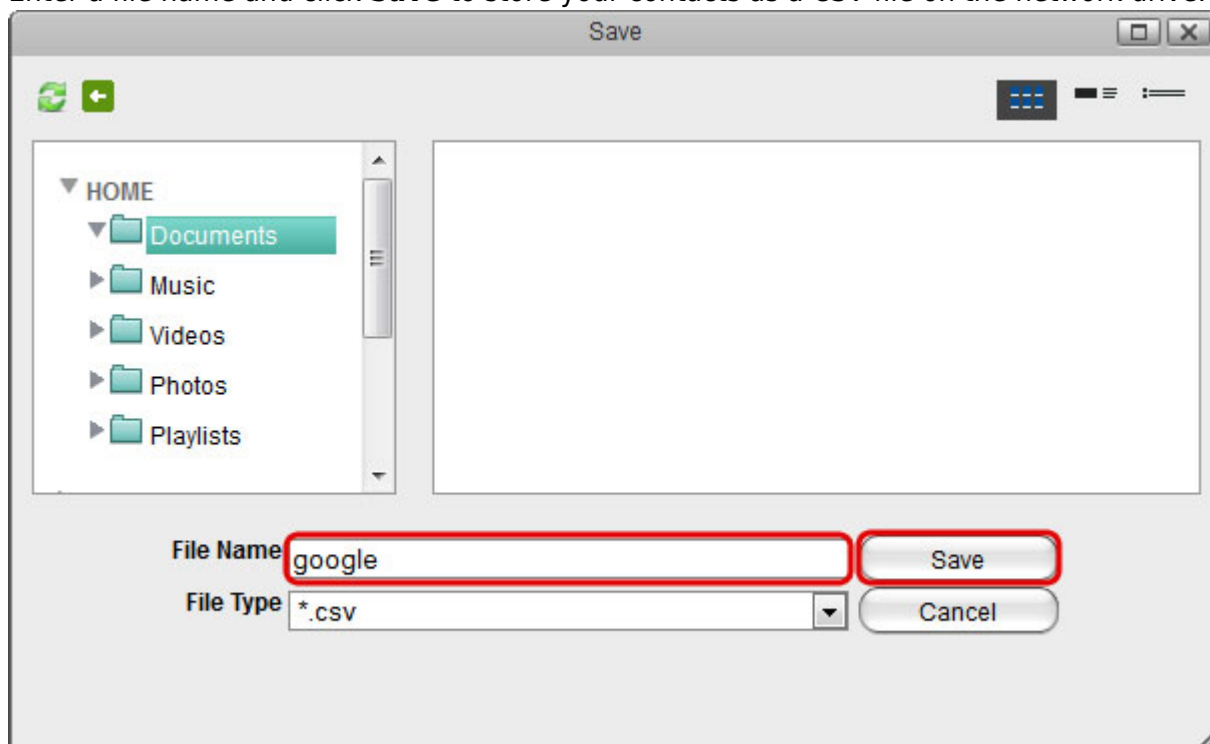 Enter a file name and click Save to store your contacts as a CSV file on the network drive.
Save
HOME
Documents
Music
Videos
Photos
Playlists
File Name
google
Save
File Type
*.csv
Cancel